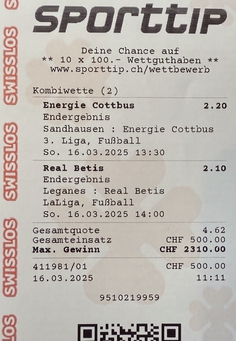 sporttip
Deine Chance auf
** 10 x 100.- Wettguthaben **
www.sporttip.ch/wettbewerb
Kombiwette (2)
Energie Cottbus 2.20
Endergebnis
Sandhausen : Energie Cottbus
3. Liga, Fußball
So. 16.03.2025 13:30
Real Betis 2.10
Endergebnis
Leganes : Real Betis
LaLiga, Fußball
So. 16.03.2025 14:00
Gesamtquote 4.62
Gesamteinsatz CHF 500.00
Max. Gewinn CHF 2310.00
411981/01 CHF 500.00
16.03.2025 11:11
9510219959
SWISSLOS
SWISSLOS
SWISSLOS
SWISSLOS